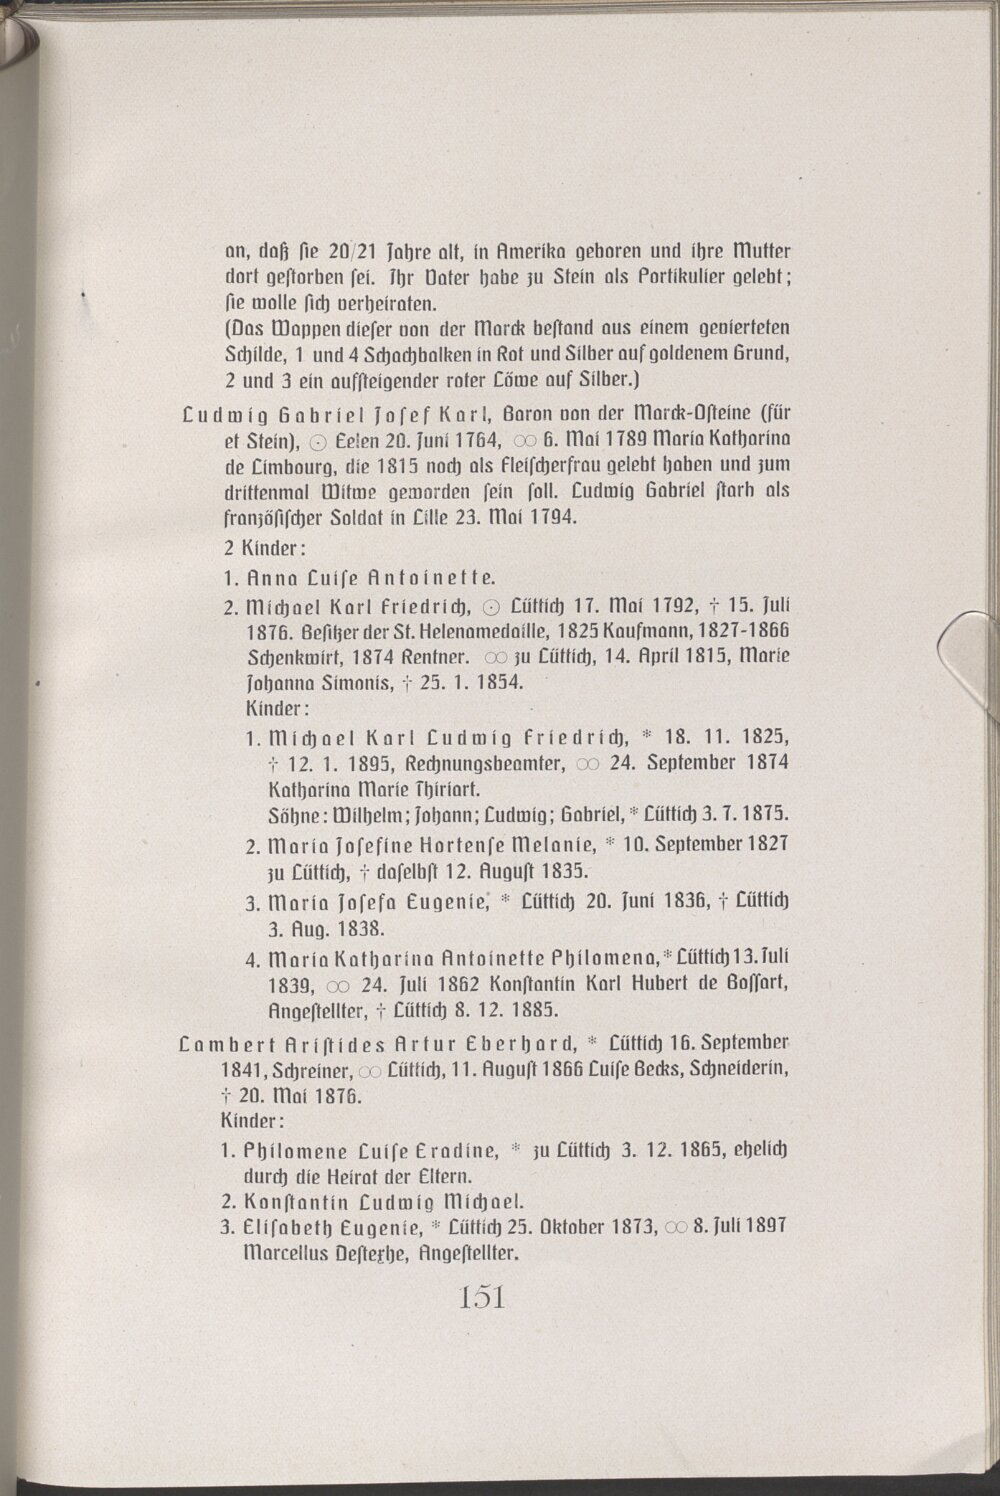 an, daß sie 20/21 Jahre alt, in Amerika geboren und ihre Mutter
dort gestorben sei. Ihr Vater habe zu Stein als Partikulier gelebt;
sie wolle sich verheiraten.
(Das Wappen dieser von der Marck bestand aus einem gevierteten
Schilde, 1 und 4 Schachbalken in Rot und Silber auf goldenem Grund,
2 und 3 ein aufsteigender roter Löwe auf Silber.)
Ludwig Gabriel Josef Karl, Baron von der Marck-Osteine (für
et Stein), ⊙ Eelen 20. Juni 1764, ∞ 6. Mai 1789 Maria Katharina
de Limbourg, die 1815 noch als Fleischerfrau gelebt haben und zum
drittenmal Witwe geworden sein soll. Ludwig Gabriel starb als
französischer Soldat in Lille 23. Mai 1794.
2 Kinder:
1. Anna Luise Antoinette.
2. Michael Karl Friedrich, ⊙ Lüttich 17. Mai 1792, † 15. Juli
1876. Besitzer der St. Helenamedaille, 1825 Kaufmann, 1827-1866
Schenkwirt, 1874 Rentner. ∞ zu Lüttich, 14. April 1815, Marie
Johanna Simonis, † 25. 1. 1854.
Kinder:
1. Michael Karl Ludwig Friedrich, * 18. 11. 1825,
† 12. 1. 1895, Rechnungsbeamter, ∞ 24. September 1874
Katharina Marie Thiriart.
Söhne: Wilhelm; Johann; Ludwig; Gabriel, * Lüttich 3. 7. 1875.
2. Maria Josefine Hortense Melanie, * 10. September 1827
zu Lüttich, † daselbst 12. August 1835.
3. Maria Josefa Eugenie, * Lüttich 20. Juni 1836, † Lüttich
3. Aug. 1838.
4. Maria Katharina Antoinette Philomena, * Lüttich 13. Juli
1839, ∞ 24. Juli 1862 Konstantin Karl Hubert de Bossart,
Angestellter, † Lüttich 8. 12. 1885.
Lambert Aristides Artur Eberhard, * Lüttich 16. September
1841, Schreiner, ∞ Lüttich, 11. August 1866 Luise Becks, Schneiderin,
† 20. Mai 1876.
Kinder:
1. Philomene Luise Eradine, * zu Lüttich 3. 12. 1865, ehelich
durch die Heirat der Eltern.
2. Konstantin Ludwig Michael.
3. Elisabeth Eugenie, * Lüttich 25. Oktober 1873, ∞ 8. Juli 1897
Marcellus Destexhe, Angestellter.
151